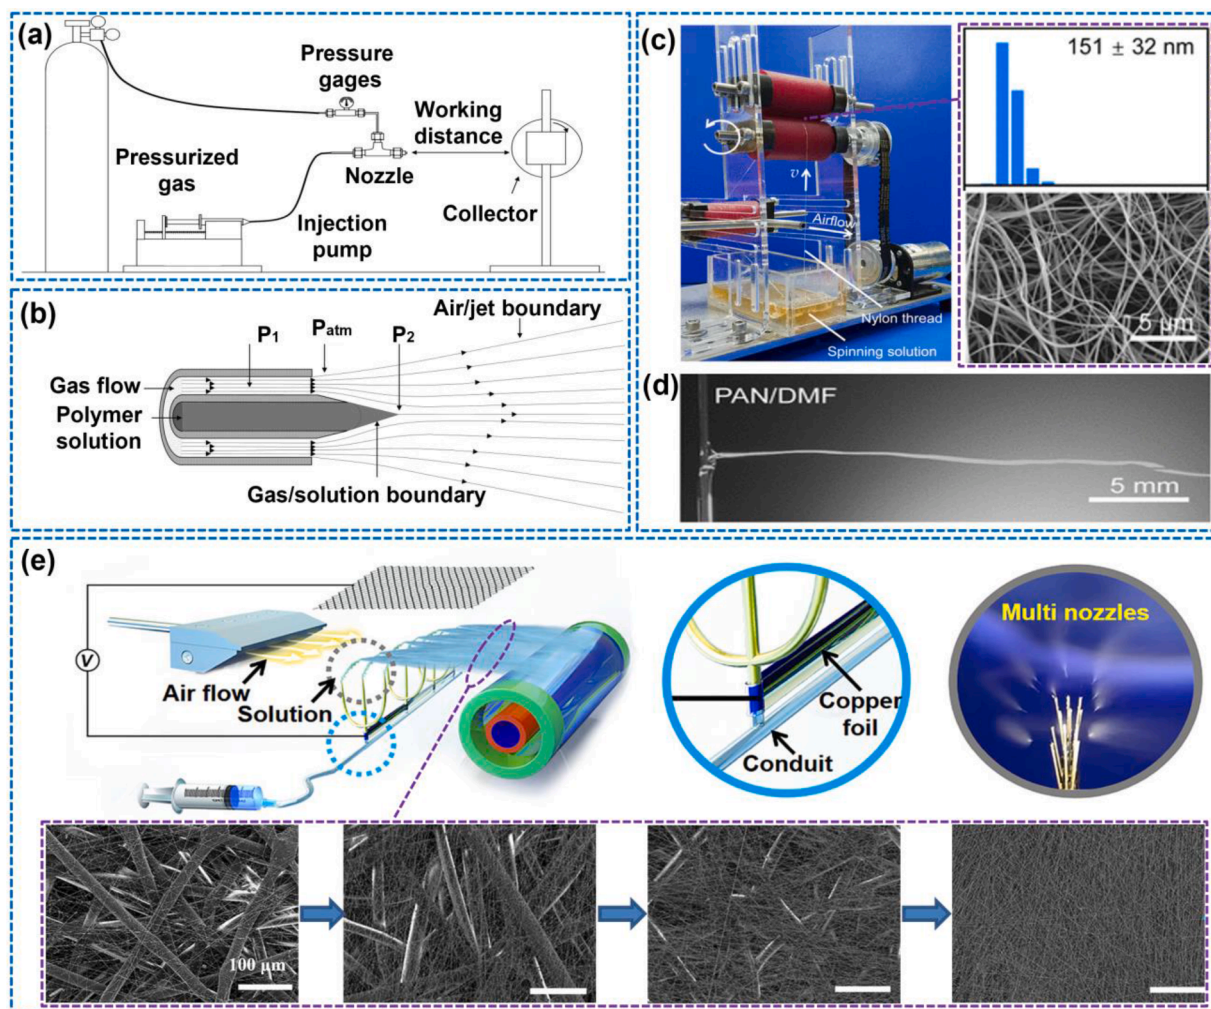 (a)
Pressure
gages
Working
distance
Pressurized
gas
Nozzle
Injection
pump
Collector
(b)
Air/jet boundary
P1
Patm
P2
Gas flow
Polymer
solution
Gas/solution boundary
(c)
v
Airflow
Nylon thread
Spinning solution
151 ± 32 nm
5 μm
(d)
PAN/DMF
5 mm
(e)
V
Air flow
Solution
Copper
foil
Conduit
Multi nozzles
100 μm